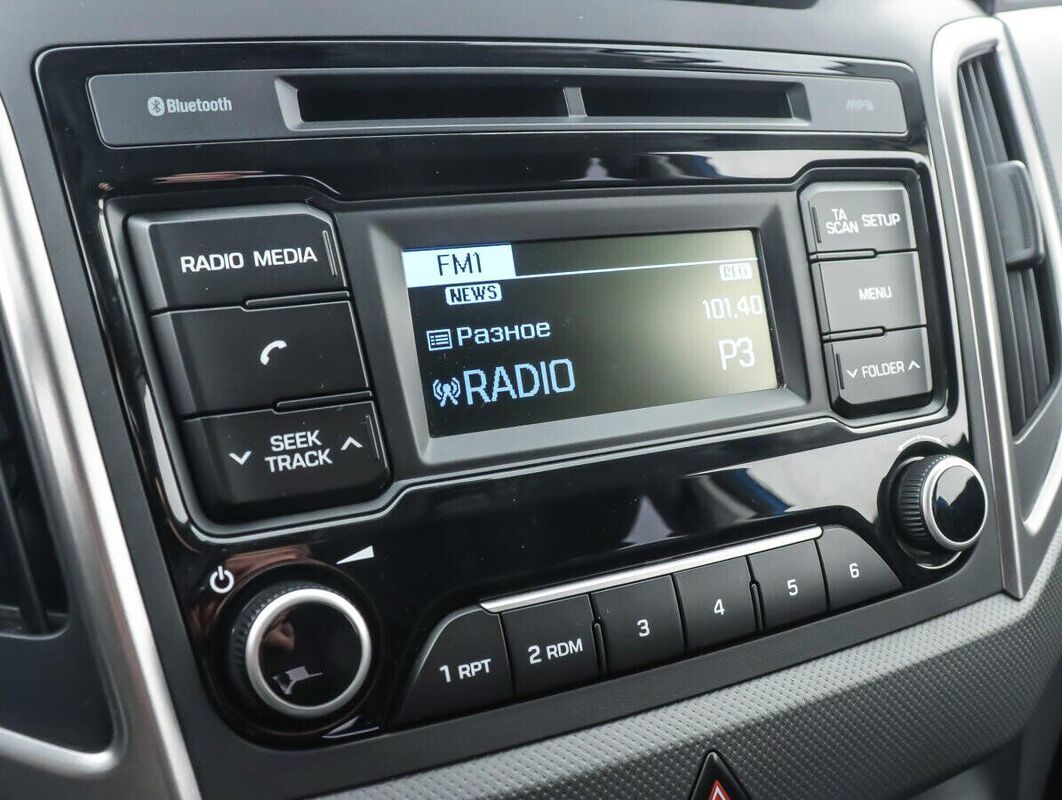 Bluetooth
MP3
RADIO MEDIA
SEEK
TRACK
FM1
NEWS
REG
101.40
Разное
RADIO
P3
TA
SCAN SETUP
MENU
FOLDER
1 RPT
2 RDM
3
4
5
6